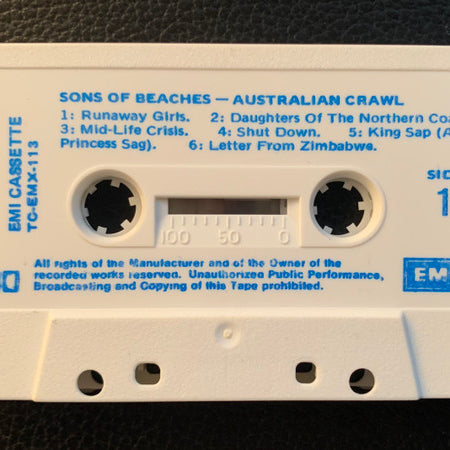 SONS OF BEACHES — AUSTRALIAN CRAWL
1: Runaway Girls. 2: Daughters Of The Northern Coa
3: Mid-Life Crisis. 4: Shut Down. 5: King Sap (A
Princess Sag). 6: Letter From Zimbabwe.
EMI CASSETTE
TC-EMX-113
SID
1
100 50 0
All rights of the Manufacturer and of the Owner of the
recorded works reserved. Unauthorized Public Performance,
Broadcasting and Copying of this Tape prohibited.
EM